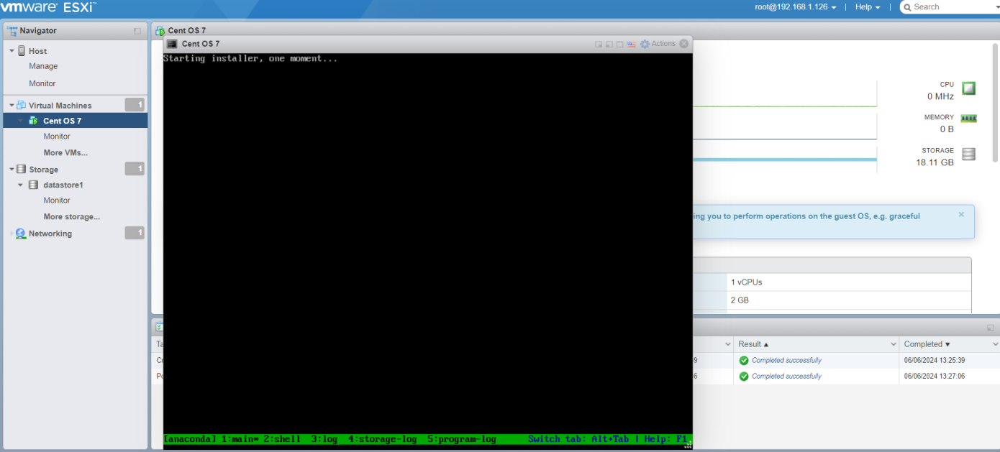 vmware ESXi™
root@192.168.1.126 | Help | Search
Navigator
Host
Manage
Monitor
Virtual Machines 1
Cent OS 7
Monitor
More VMs...
Storage 1
datastore1
Monitor
More storage...
Networking 1
Cent OS 7
Cent OS 7 Actions
Starting installer, one moment...
[anaconda] 1:main* 2:shell 3:log 4:storage-log 5:program-log Switch tab: Alt+Tab | Help: F1
CPU
0 MHz
MEMORY
0 B
STORAGE
18.11 GB
ing you to perform operations on the guest OS, e.g. graceful
1 vCPUs
2 GB
Ta Result Completed
Cr 9 Completed successfully 06/06/2024 13:25:39
Po 6 Completed successfully 06/06/2024 13:27:06